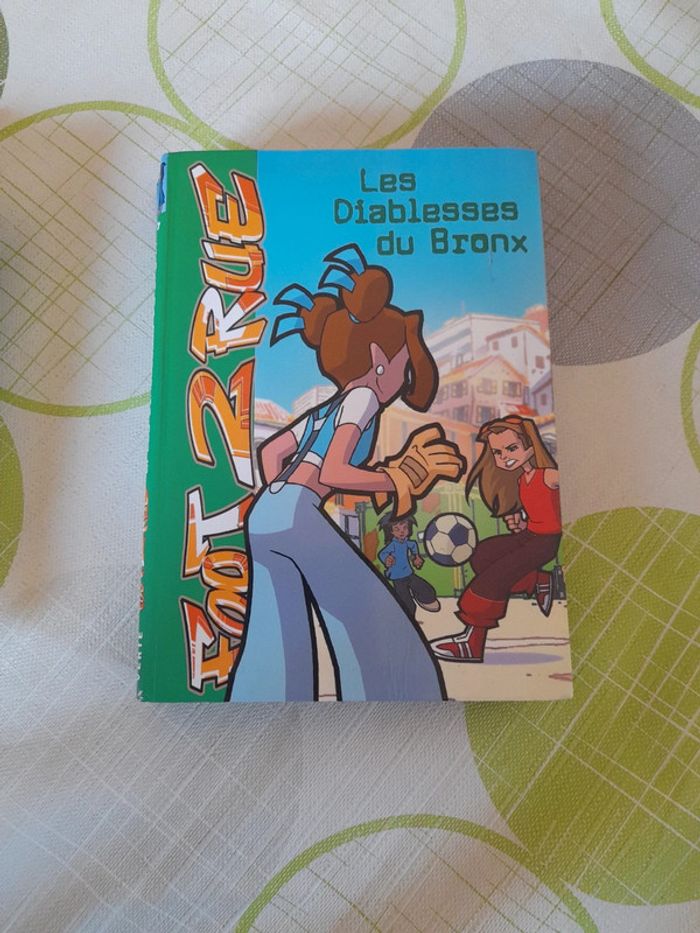 Les
Diablesses
du Bronx
FOOT 2 RUE